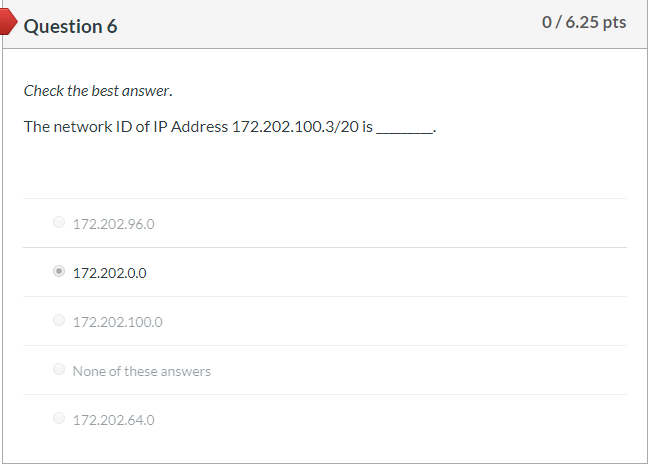 Question 6
0 / 6.25 pts
Check the best answer.
The network ID of IP Address 172.202.100.3/20 is _________.
172.202.96.0
172.202.0.0
172.202.100.0
None of these answers
172.202.64.0